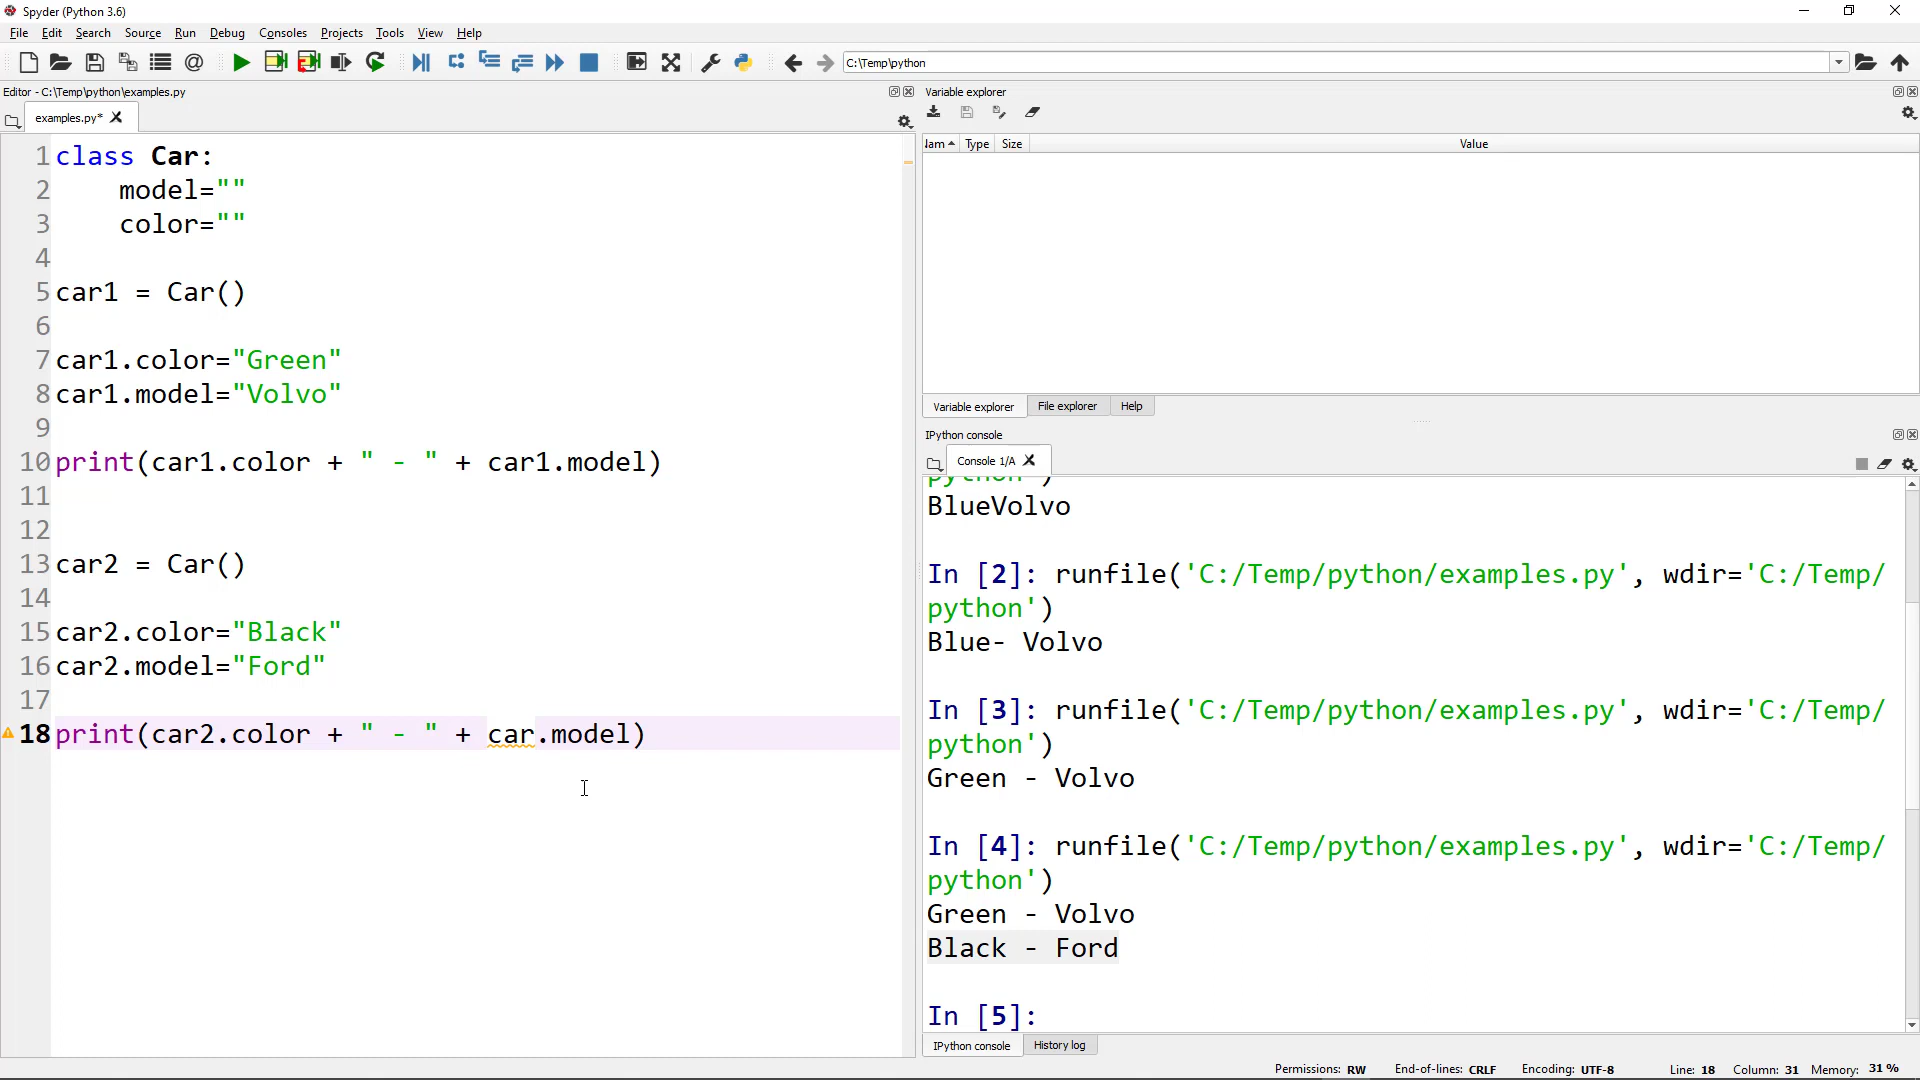 Spyder (Python 3.6)
File Edit Search Source Run Debug Consoles Projects Tools View Help
C:\Temp\python
Editor - C:\Temp\python\examples.py
examples.py*
1 class Car:
2     model=""
3     color=""
4
5 car1 = Car()
6
7 car1.color="Green"
8 car1.model="Volvo"
9
10 print(car1.color + " - " + car1.model)
11
12
13 car2 = Car()
14
15 car2.color="Black"
16 car2.model="Ford"
17
18 print(car2.color + " - " + car.model)
Variable explorer
Nam Type Size Value
Variable explorer File explorer Help
IPython console
Console 1/A
python')
BlueVolvo
In [2]: runfile('C:/Temp/python/examples.py', wdir='C:/Temp/
python')
Blue- Volvo
In [3]: runfile('C:/Temp/python/examples.py', wdir='C:/Temp/
python')
Green - Volvo
In [4]: runfile('C:/Temp/python/examples.py', wdir='C:/Temp/
python')
Green - Volvo
Black - Ford
In [5]:
IPython console History log
Permissions: RW End-of-lines: CRLF Encoding: UTF-8 Line: 18 Column: 31 Memory: 31 %